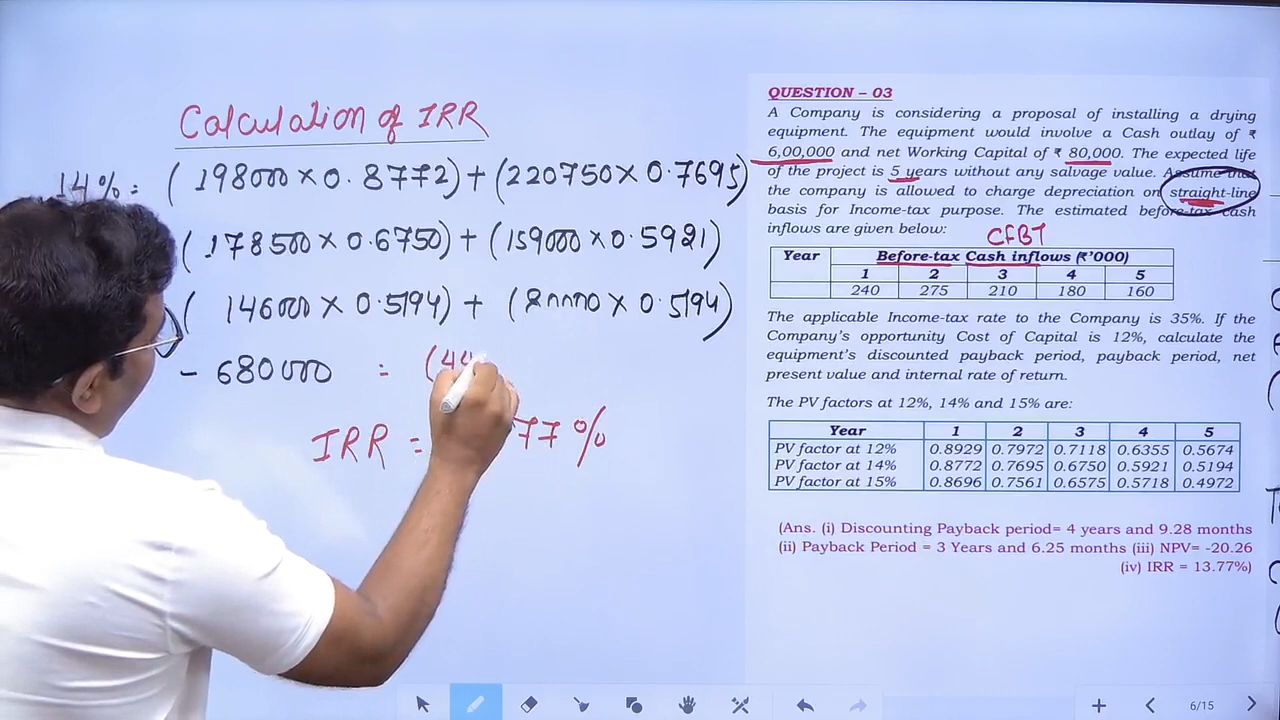 Calculation of IRR
14% = (198000 × 0.8772) + (220750 × 0.7695)
(178500 × 0.6750) + (159000 × 0.5921)
( 146000 × 0.5194) + (80000 × 0.5194)
- 680000 = (44
IRR = 77 %
QUESTION – 03
A Company is considering a proposal of installing a drying
equipment. The equipment would involve a Cash outlay of ₹
6,00,000 and net Working Capital of ₹ 80,000. The expected life
of the project is 5 years without any salvage value. Assume that
the company is allowed to charge depreciation on straight-line
basis for Income-tax purpose. The estimated before-tax cash
inflows are given below:
CFBT
Year Before-tax Cash inflows (₹'000)
1 2 3 4 5
240 275 210 180 160
The applicable Income-tax rate to the Company is 35%. If the
Company's opportunity Cost of Capital is 12%, calculate the
equipment's discounted payback period, payback period, net
present value and internal rate of return.
The PV factors at 12%, 14% and 15% are:
Year 1 2 3 4 5
PV factor at 12% 0.8929 0.7972 0.7118 0.6355 0.5674
PV factor at 14% 0.8772 0.7695 0.6750 0.5921 0.5194
PV factor at 15% 0.8696 0.7561 0.6575 0.5718 0.4972
(Ans. (i) Discounting Payback period= 4 years and 9.28 months
(ii) Payback Period = 3 Years and 6.25 months (iii) NPV= -20.26
(iv) IRR = 13.77%)
6/15